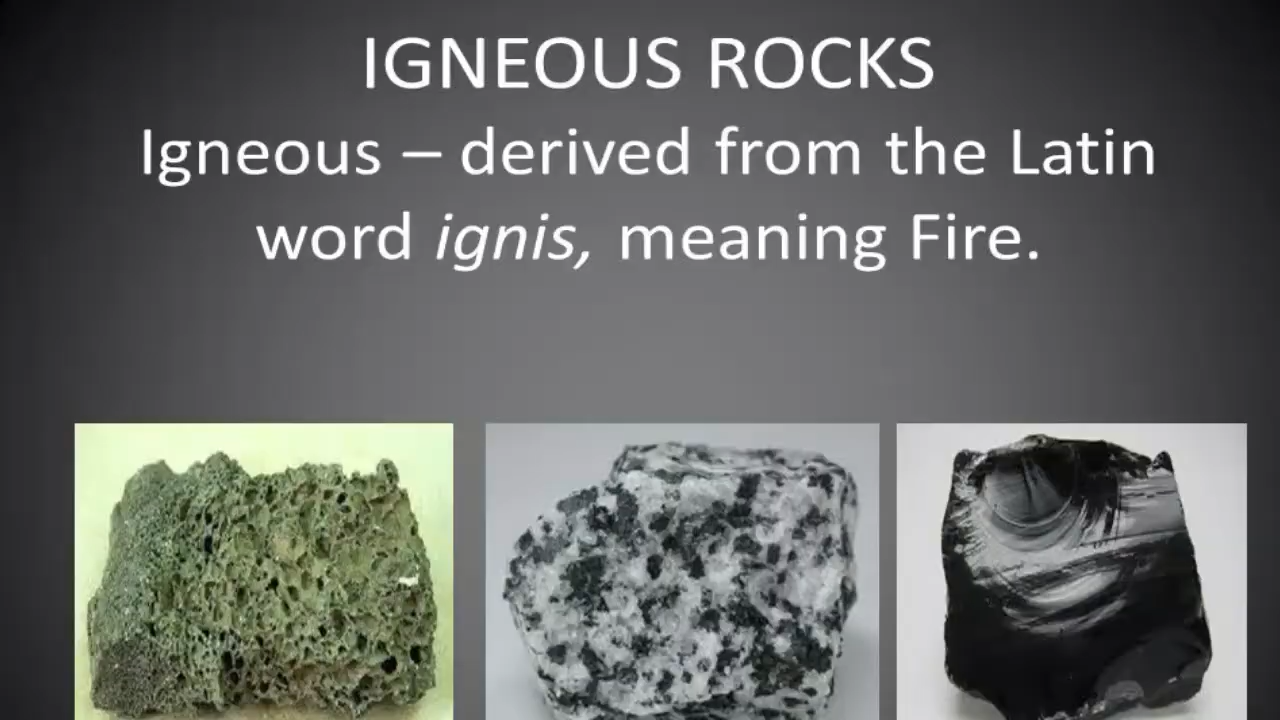 IGNEOUS ROCKS
Igneous – derived from the Latin
word ignis, meaning Fire.